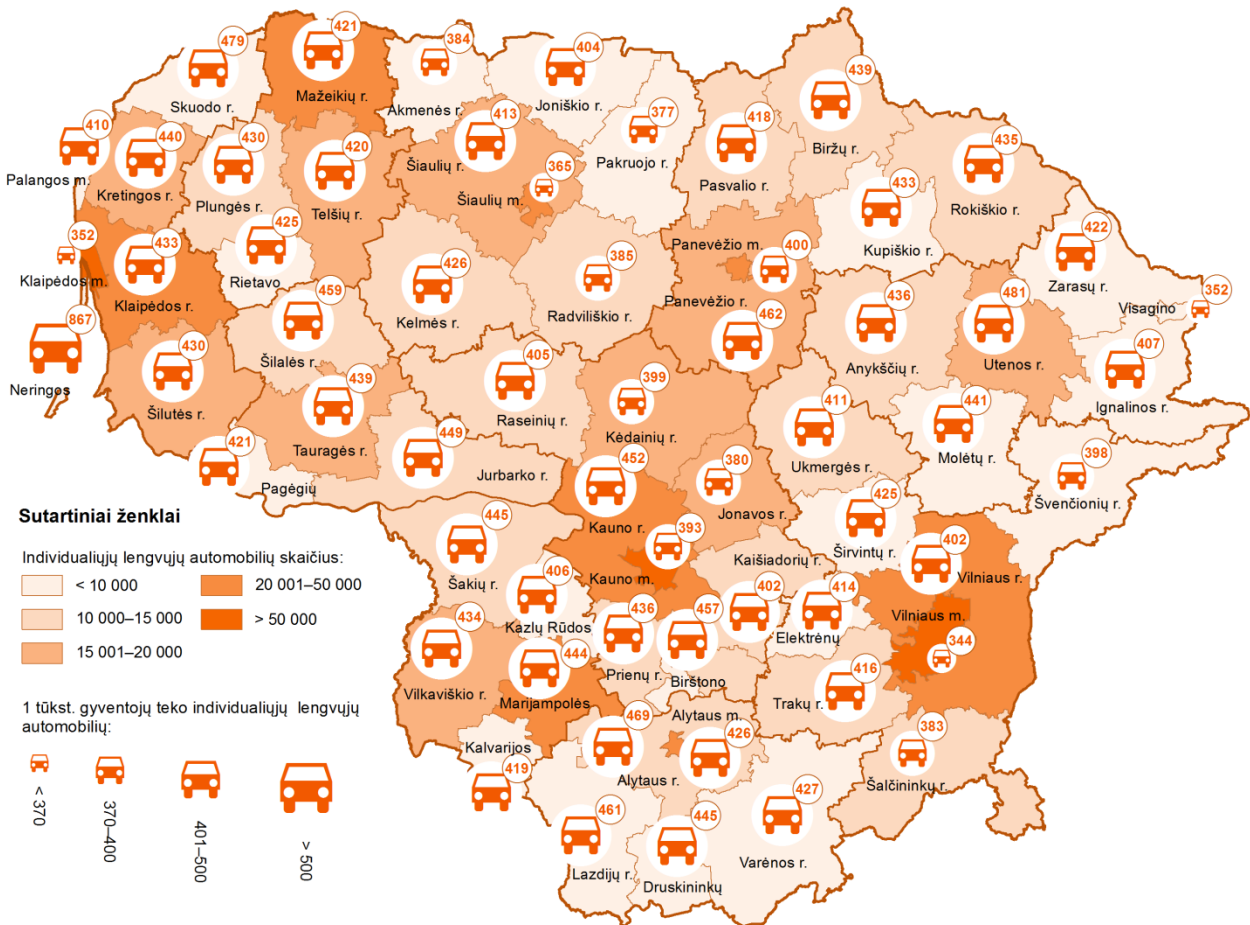 479
Skuodo r.
421
Mažeikių r.
384
Akmenės r.
404
Joniškio r.
377
Pakruojo r.
418
Pasvalio r.
439
Biržų r.
435
Rokiškio r.
433
Kupiškio r.
410
Palangos m.
440
Kretingos r.
430
Plungės r.
420
Telšių r.
413
Šiaulių r.
365
Šiaulių m.
352
Klaipėdos m.
433
Klaipėdos r.
425
Rietavo
426
Kelmės r.
385
Radviliškio r.
Panevėžio m.
400
Panevėžio r.
462
422
Zarasų r.
Visagino
352
436
Anykščių r.
481
Utenos r.
407
Ignalinos r.
867
Neringos
430
Šilutės r.
459
Šilalės r.
439
Tauragės r.
405
Raseinių r.
399
Kėdainių r.
411
Ukmergės r.
441
Molėtų r.
398
Švenčionių r.
421
Pagėgių
449
Jurbarko r.
452
Kauno r.
380
Jonavos r.
425
Širvintų r.
393
Kauno m.
445
Šakių r.
406
Kazlų Rūdos
Kaišiadorių r.
402
414
Elektrėnų
402
Vilniaus r.
Vilniaus m.
344
434
Vilkaviškio r.
444
Marijampolės
436
Prienų r.
457
Birštono
416
Trakų r.
383
Šalčininkų r.
Kalvarijos
419
469
Alytaus r.
Alytaus m.
426
461
Lazdijų r.
445
Druskininkų
427
Varėnos r.
Sutartiniai ženklai
Individualiųjų lengvųjų automobilių skaičius:
< 10 000
10 000–15 000
15 001–20 000
20 001–50 000
> 50 000
1 tūkst. gyventojų teko individualiųjų lengvųjų
automobilių:
< 370
370–400
401–500
> 500